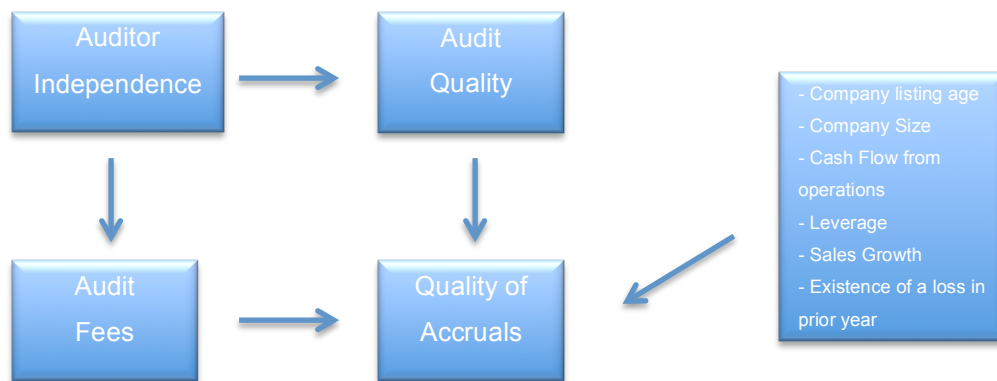 Auditor
Independence
Audit
Quality
- Company listing age
- Company Size
- Cash Flow from
operations
- Leverage
- Sales Growth
- Existence of a loss in
prior year
Audit
Fees
Quality of
Accruals